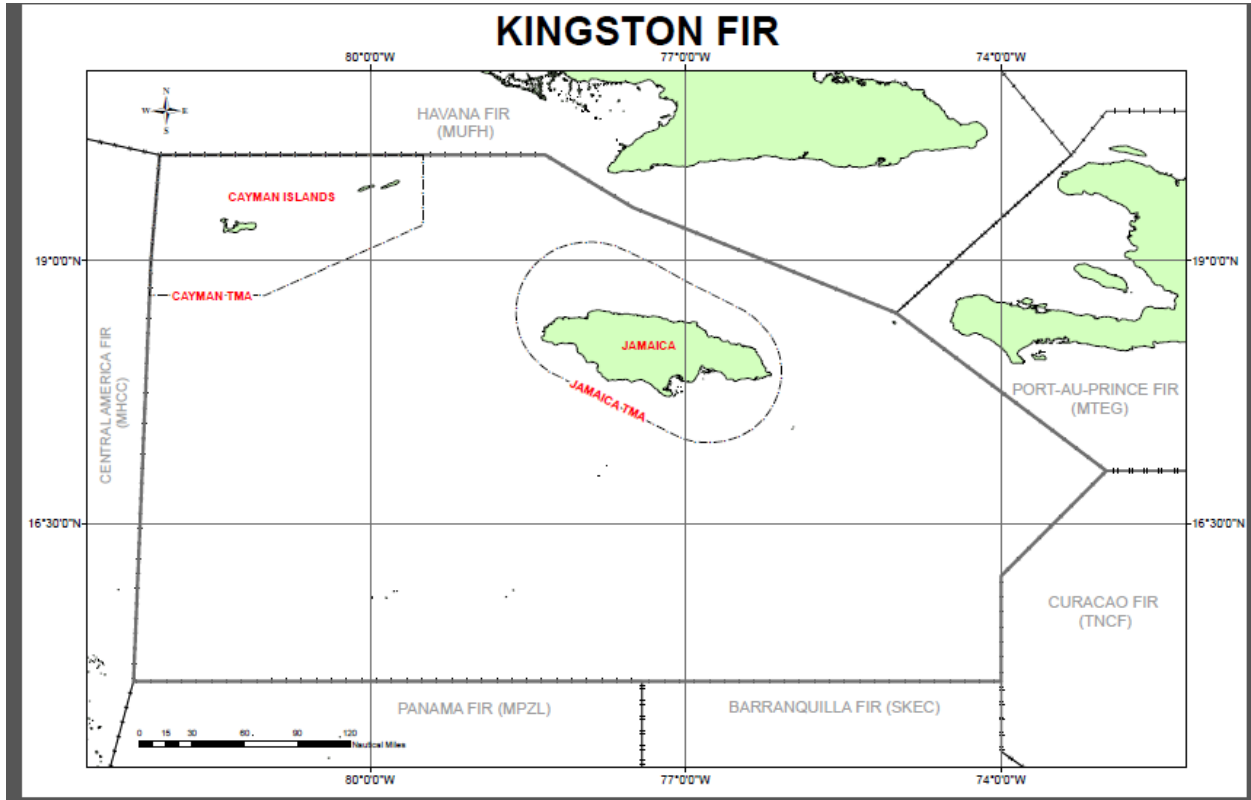 KINGSTON FIR
80°0'0"W
77°0'0"W
74°0'0"W
N
W E
S
HAVANA FIR
(MUFH)
CAYMAN ISLANDS
19°0'0"N
19°0'0"N
CAYMAN TMA
JAMAICA
JAMAICA TMA
CENTRAL AMERICA FIR
(MHCC)
PORT-AU-PRINCE FIR
(MTEG)
16°30'0"N
16°30'0"N
CURACAO FIR
(TNCF)
PANAMA FIR (MPZL)
BARRANQUILLA FIR (SKEC)
0 15 30 60 90 120
Nautical Miles
80°0'0"W
77°0'0"W
74°0'0"W